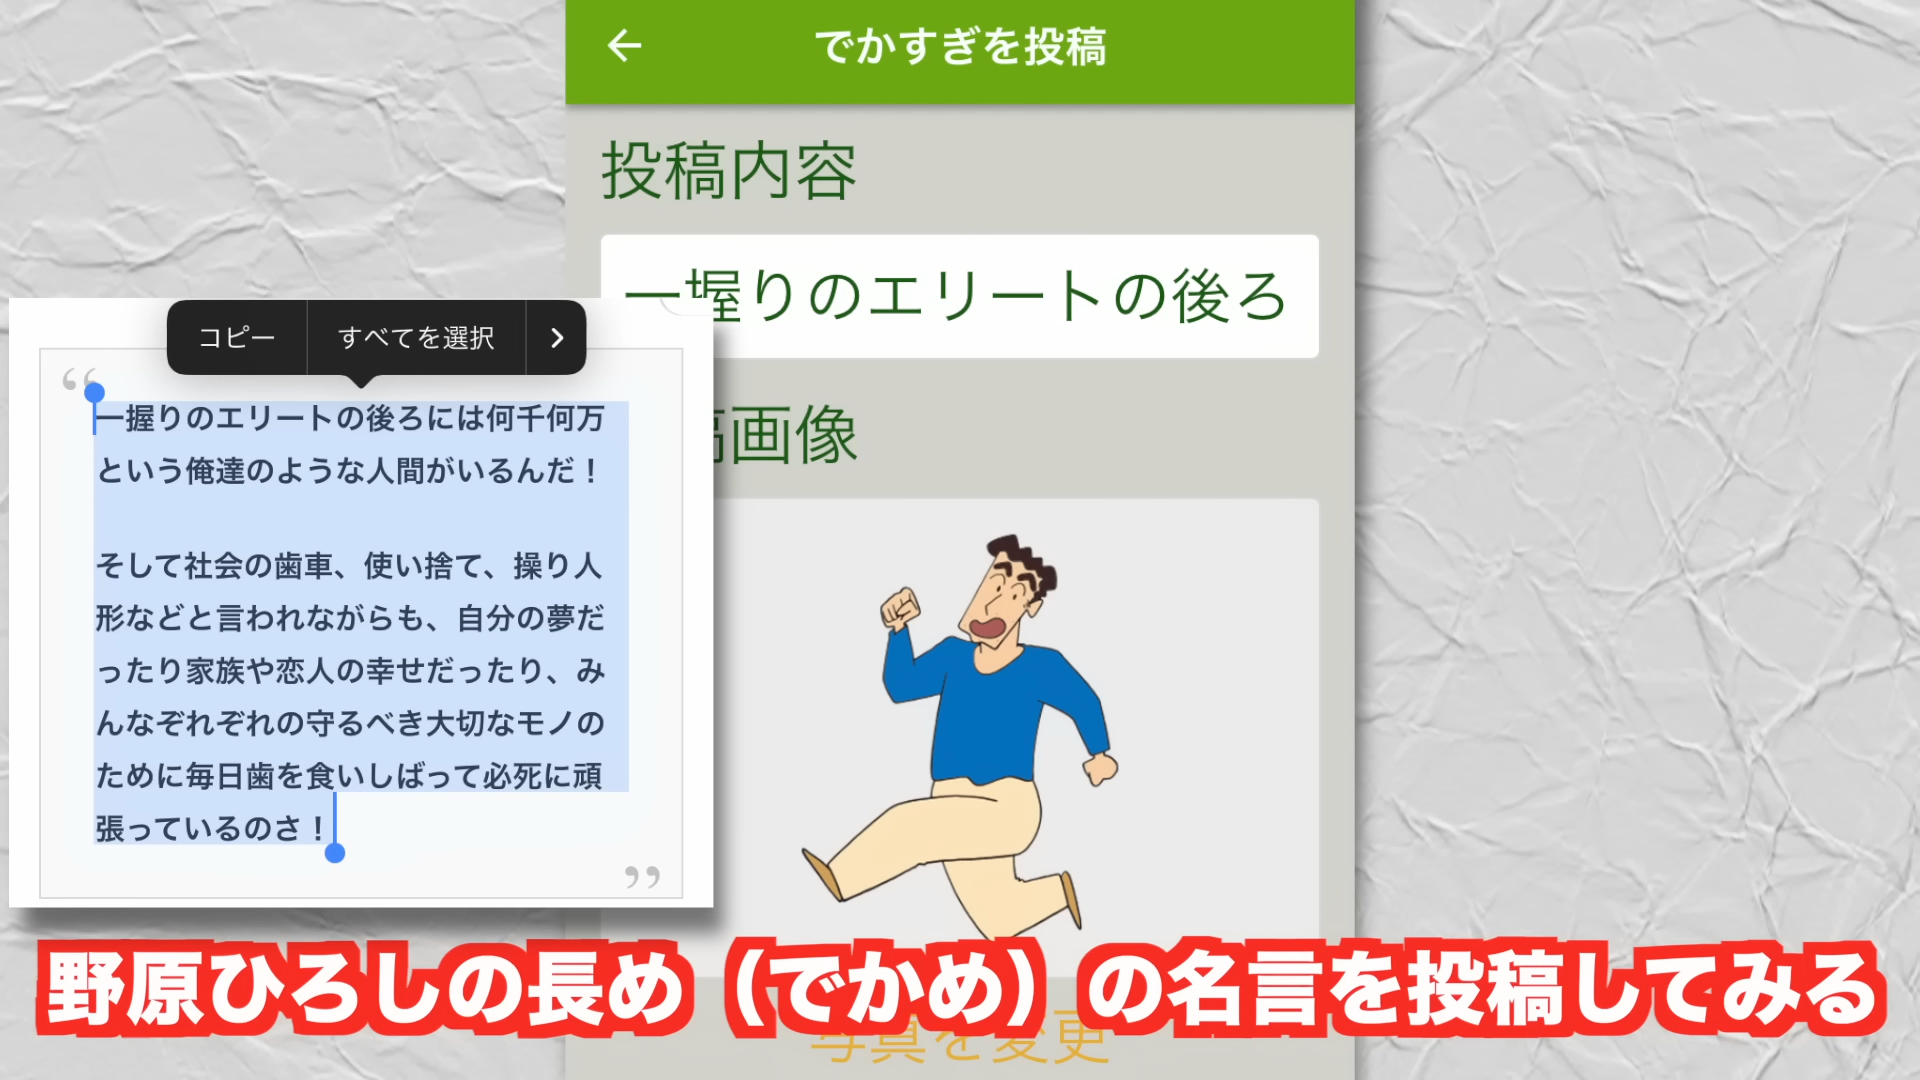 でかすぎを投稿
投稿内容
一握りのエリートの後ろ
稿画像
コピー
すべてを選択
“
一握りのエリートの後ろには何千何万
という俺達のような人間がいるんだ！
そして社会の歯車、使い捨て、操り人
形などと言われながらも、自分の夢だ
ったり家族や恋人の幸せだったり、み
んなぞれぞれの守るべき大切なモノの
ために毎日歯を食いしばって必死に頑
張っているのさ！
”
野原ひろしの長め（でかめ）の名言を投稿してみる
写真を変更